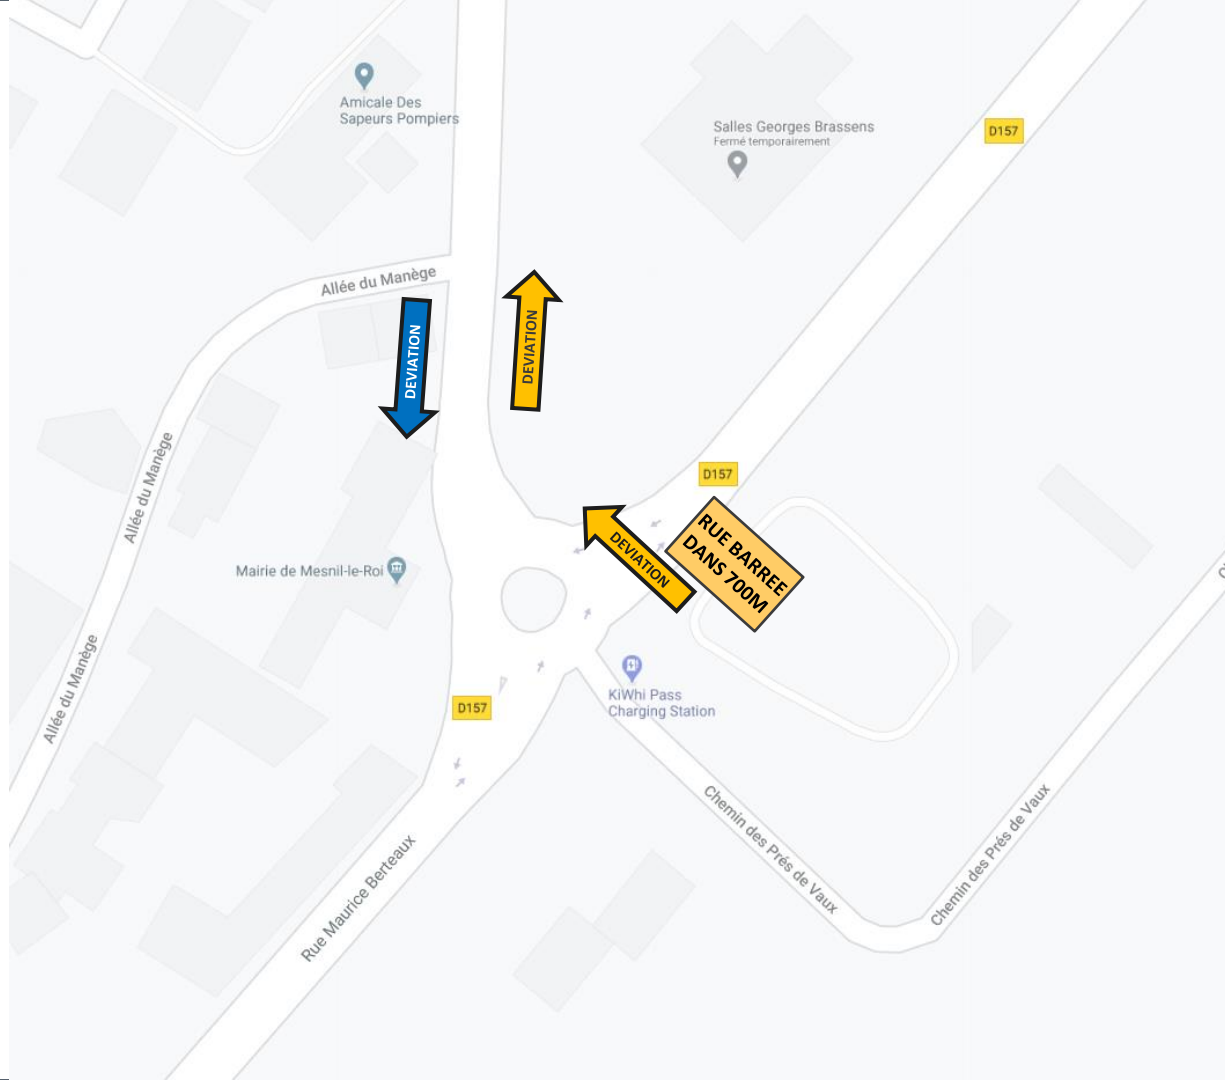 Amicale Des
Sapeurs Pompiers
Salles Georges Brassens
Fermé temporairement
D157
Allée du Manège
DEVIATION
DEVIATION
Allée du Manège
D157
RUE BARREE
DANS 700M
DEVIATION
Mairie de Mesnil-le-Roi
Allée du Manège
KiWhi Pass
Charging Station
D157
Chemin des Prés de Vaux
Chemin des Prés de Vaux
Rue Maurice Berteaux